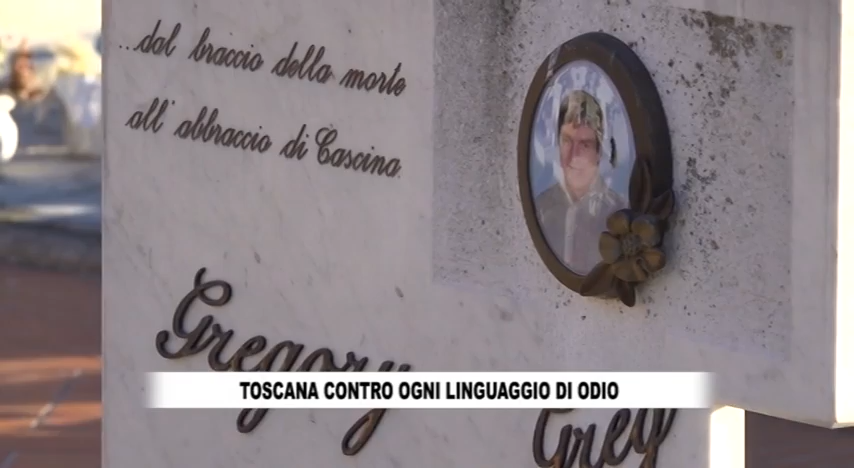 ...dal braccio della morte
all' abbraccio di Cascina.
Gregory
TOSCANA CONTRO OGNI LINGUAGGIO DI ODIO
Greg